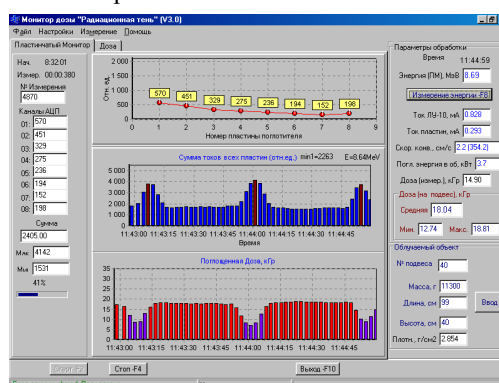 Монитор дозы "Радиационная тень" (V3.0)
Файл Настройки Измерение Помощь
Пластинчатый Монитор Доза
Нач. 8:32:01
Измер. 00:00:380
№ Измерения
4870
Каналы АЦП
01: 570
02: 451
03: 329
04: 275
05: 236
06: 194
07: 152
08: 198
Сумма
2405.00
Макс 4142
Мин 1531
41%
Отн. ед.
2 000
1 500
1 000
500
0
570 451 329 275 236 194 152 198
0 1 2 3 4 5 6 7 8 9
Номер пластины поглотителя
Сумма токов всех пластин (отн.ед.) min1=2263 E=8.64MeV
5 000
4 000
3 000
2 000
1 000
0
11:43:00 11:43:15 11:43:30 11:43:45 11:44:00 11:44:15 11:44:30 11:44:45
Время
Поглощенная Доза, кГр
35
30
25
20
15
10
5
0
11:43:00 11:43:15 11:43:30 11:43:45 11:44:00 11:44:15 11:44:30 11:44:45
Параметры обработки
Время 11:44:59
Энергия (ПМ), МэВ 8.69
Измерение энергии -F8
Ток ЛУ-10, мА 0.828
Ток пластин, мА 0.293
Скор. конв., см/с 2.2 (354.2)
Погл. энергия в об, кВт 3.7
Доза (измер.), кГр 14.90
Доза (на подвес), кГр
Средняя 18.04
Мин. 12.74 Макс. 18.81
Облучаемый объект
№ подвеса 40
Масса, г 11300
Длина, см 99
Ввод
Высота, см 40
Плотн., г/см2 2.854
Старт -F2 Стоп -F4 Выход -F10